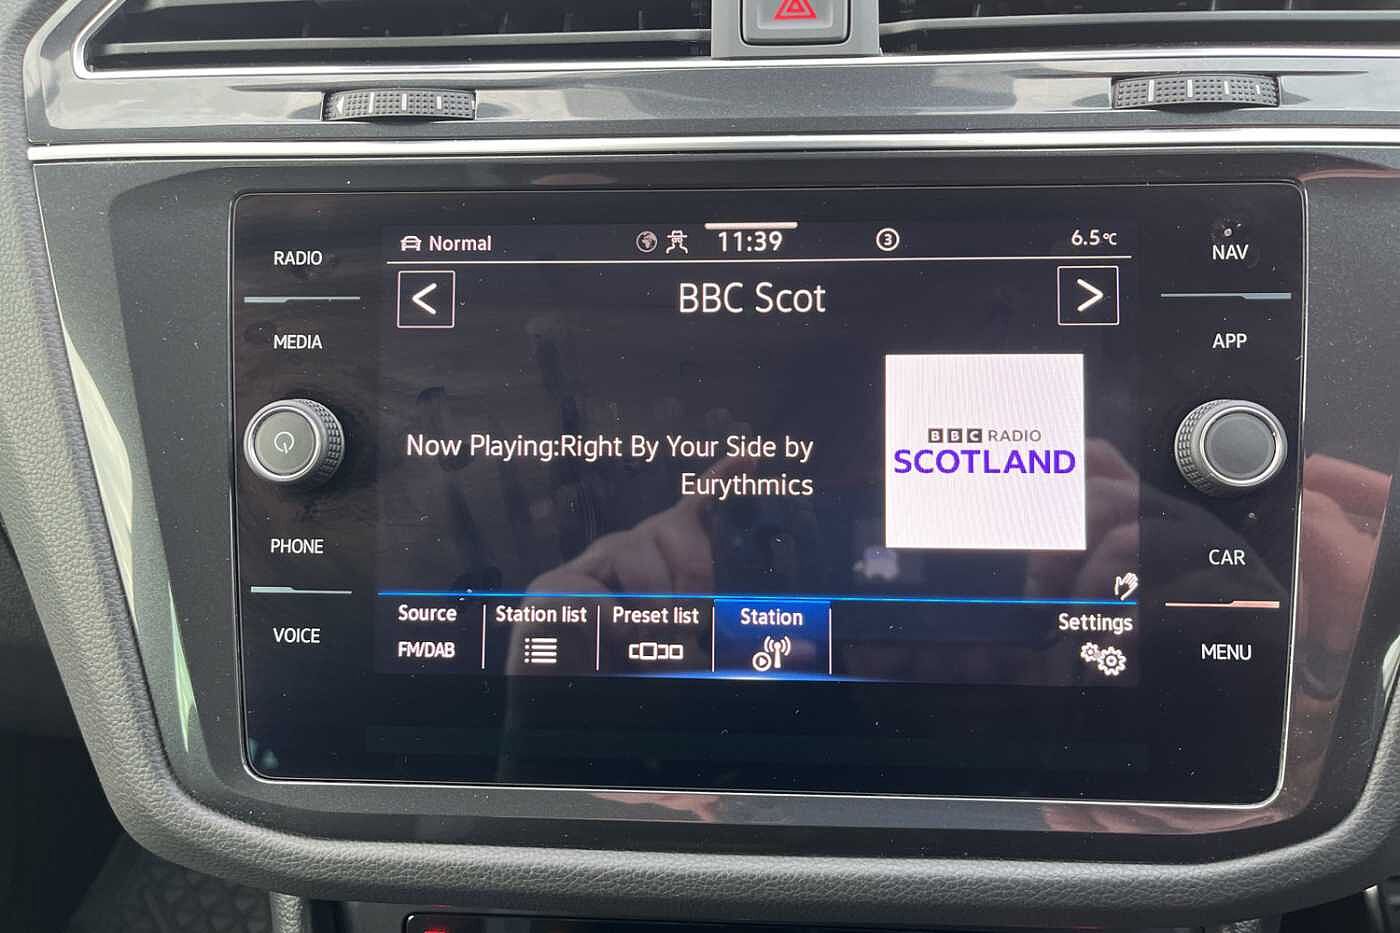 Normal
11:39
3
6.5°C
RADIO
MEDIA
PHONE
VOICE
<
BBC Scot
>
Now Playing:Right By Your Side by
Eurythmics
BBC RADIO
SCOTLAND
Source
FM/DAB
Station list
Preset list
Station
Settings
NAV
APP
CAR
MENU